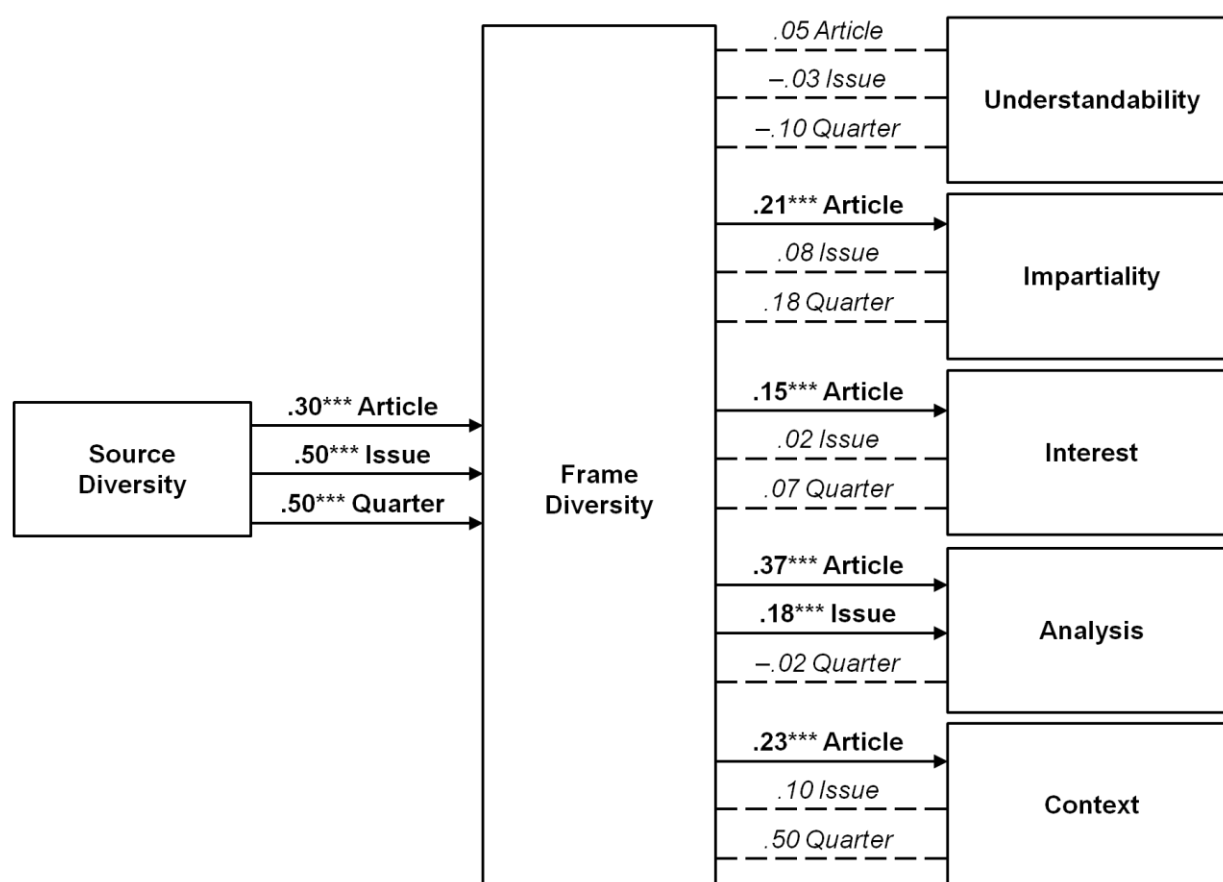 .05 Article
–.03 Issue
–.10 Quarter
Understandability
.21*** Article
.08 Issue
.18 Quarter
Impartiality
.30*** Article
.50*** Issue
.50*** Quarter
Source
Diversity
Frame
Diversity
.15*** Article
.02 Issue
.07 Quarter
Interest
.37*** Article
.18*** Issue
–.02 Quarter
Analysis
.23*** Article
.10 Issue
.50 Quarter
Context